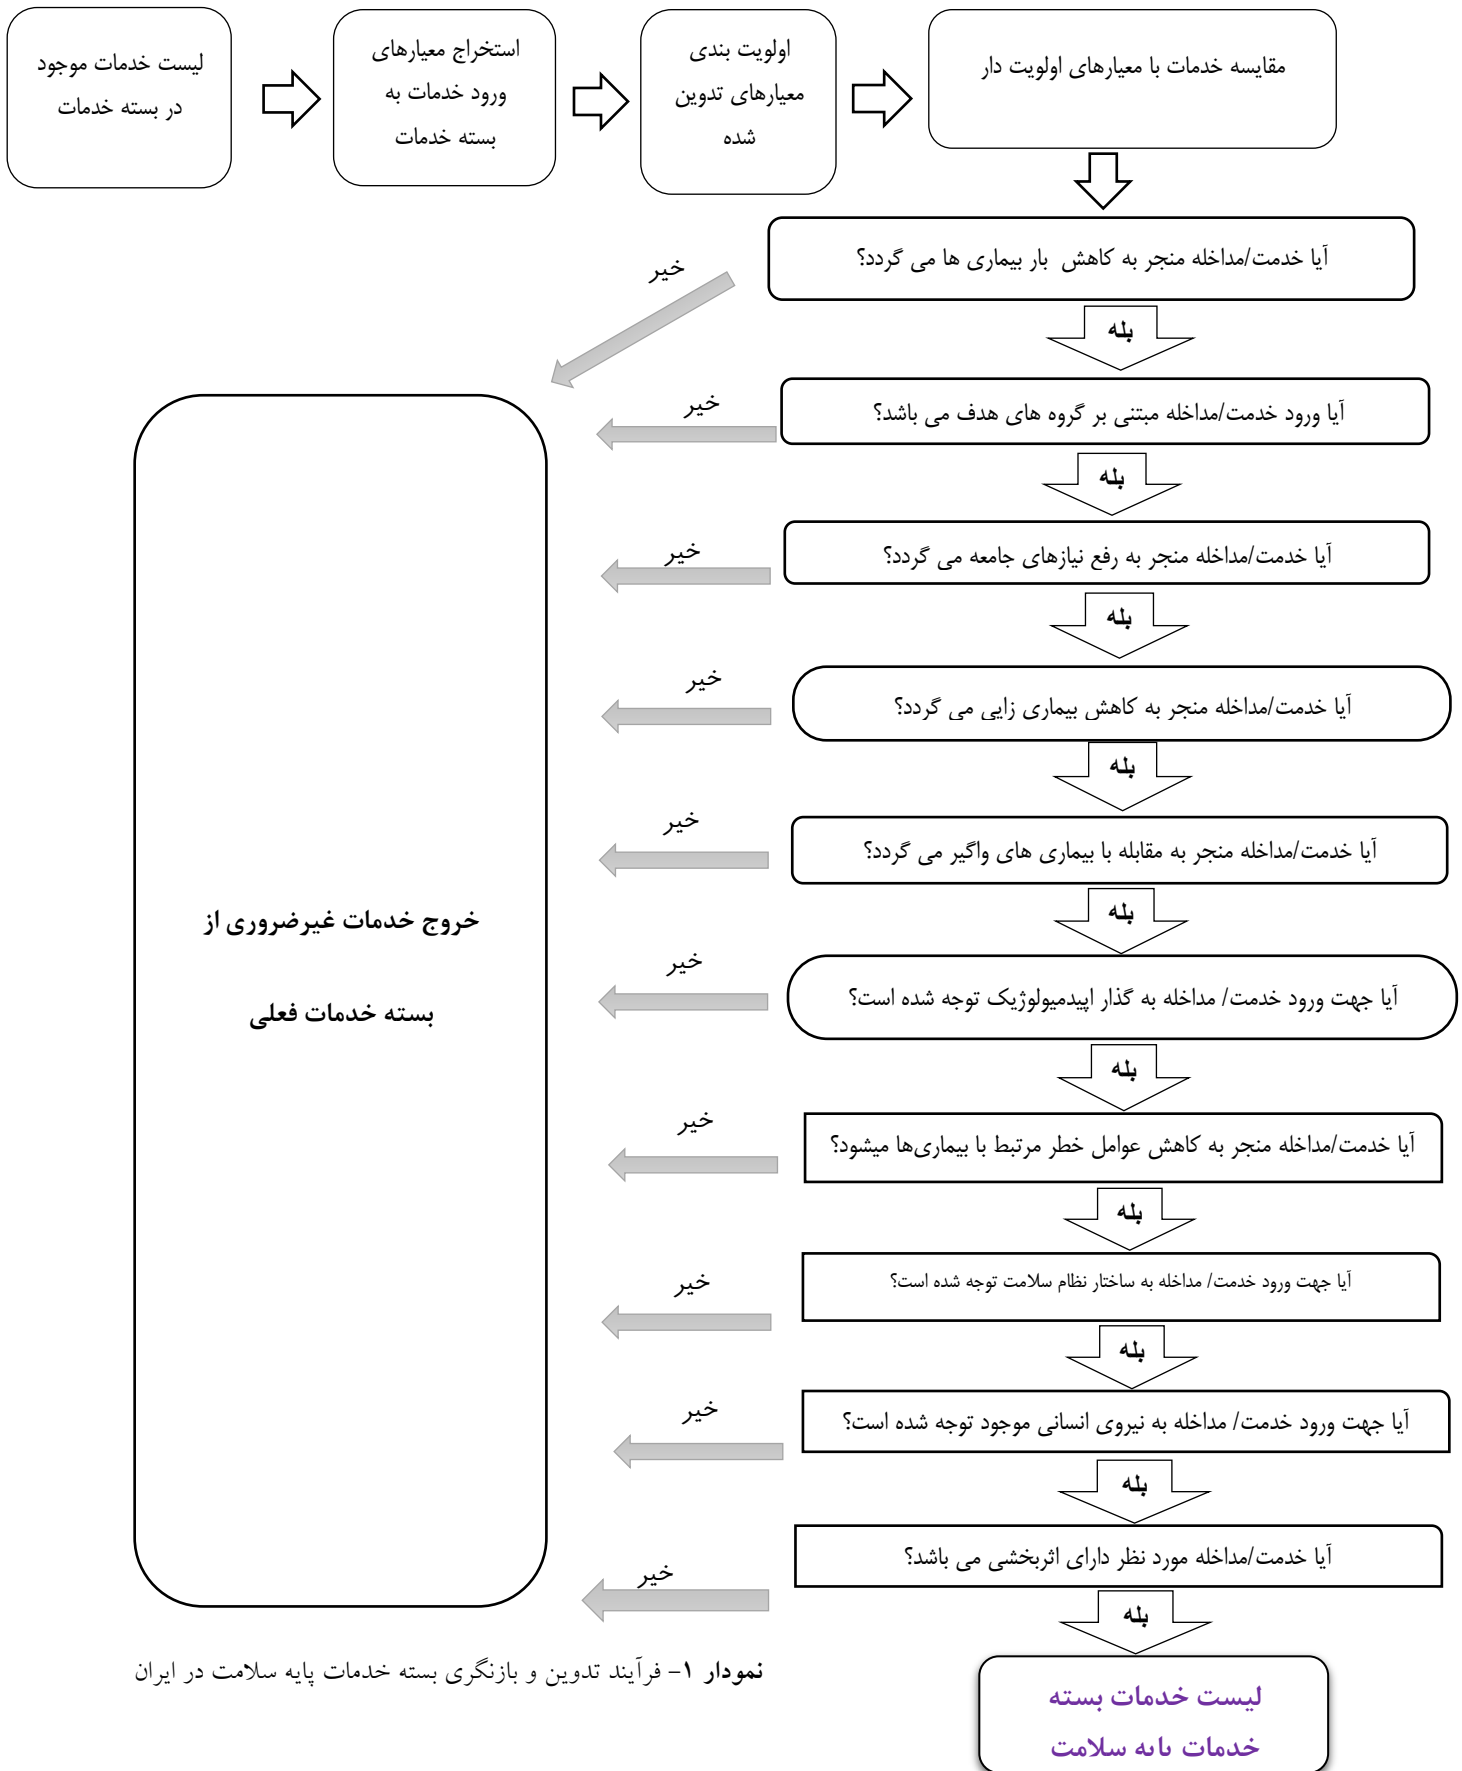 لیست خدمات موجود
در بسته خدمات
استخراج معیارهای
ورود خدمات به
بسته خدمات
اولویت بندی
معیارهای تدوین
شده
مقایسه خدمات با معیارهای اولویت دار
آیا خدمت/مداخله منجر به کاهش بار بیماری ها می گردد؟
خیر
بله
آیا ورود خدمت/مداخله مبتنی بر گروه های هدف می باشد؟
خیر
بله
آیا خدمت/مداخله منجر به رفع نیازهای جامعه می گردد؟
خیر
بله
آیا خدمت/مداخله منجر به کاهش بیماری زایی می گردد؟
خیر
بله
آیا خدمت/مداخله منجر به مقابله با بیماری های واگیر می گردد؟
خیر
بله
آیا جهت ورود خدمت/ مداخله به گذار اپیدمیولوژیک توجه شده است؟
خیر
بله
آیا خدمت/مداخله منجر به کاهش عوامل خطر مرتبط با بیماری‌ها میشود؟
خیر
بله
آیا جهت ورود خدمت/ مداخله به ساختار نظام سلامت توجه شده است؟
خیر
بله
آیا جهت ورود خدمت/ مداخله به نیروی انسانی موجود توجه شده است؟
خیر
بله
آیا خدمت/مداخله مورد نظر دارای اثربخشی می باشد؟
خیر
بله
خروج خدمات غیرضروری از
بسته خدمات فعلی
لیست خدمات بسته
خدمات پایه سلامت
نمودار ۱- فرآیند تدوین و بازنگری بسته خدمات پایه سلامت در ایران